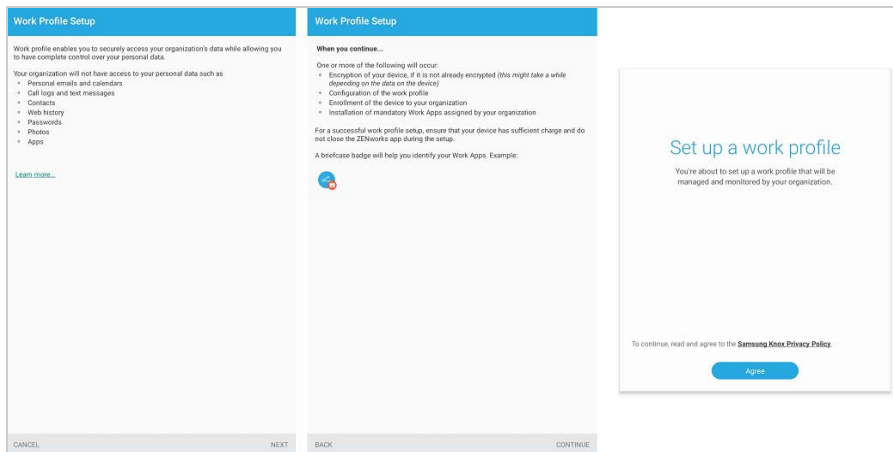 Work Profile Setup
Work profile enables you to securely access your organization's data while allowing you
to have complete control over your personal data.
Your organization will not have access to your personal data such as
Personal emails and calendars
Call logs and text messages
Contacts
Web history
Passwords
Photos
Apps
Learn more...
CANCEL
NEXT
Work Profile Setup
When you continue...
One or more of the following will occur:
Encryption of your device, if it is not already encrypted (this might take a while
depending on the data on the device)
Configuration of the work profile
Enrollment of the device to your organization
Installation of mandatory Work Apps assigned by your organization
For a successful work profile setup, ensure that your device has sufficient charge and do
not close the ZENworks app during the setup.
A briefcase badge will help you identify your Work Apps. Example:
BACK
CONTINUE
Set up a work profile
You're about to set up a work profile that will be
managed and monitored by your organization.
To continue, read and agree to the Samsung Knox Privacy Policy.
Agree